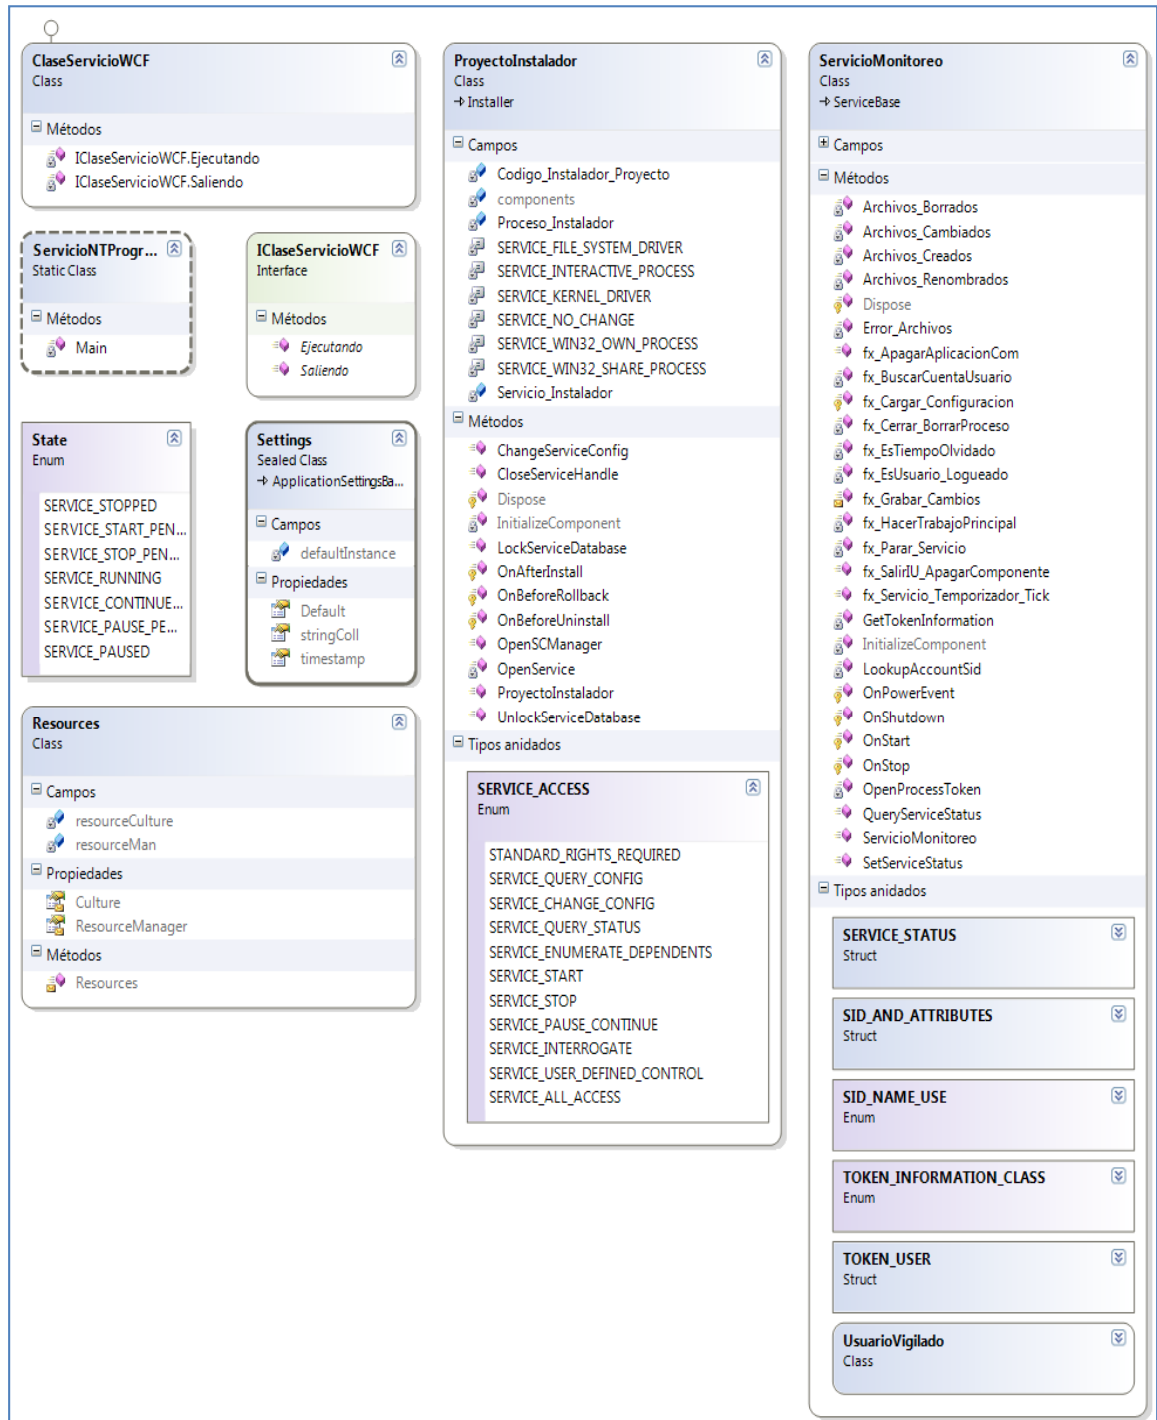 ClaseServicioWCF
Class
Métodos
IClaseServicioWCF.Ejecutando
IClaseServicioWCF.Saliendo
ServicioNTProgr...
Static Class
Métodos
Main
IClaseServicioWCF
Interface
Métodos
Ejecutando
Saliendo
State
Enum
SERVICE_STOPPED
SERVICE_START_PEN...
SERVICE_STOP_PEN...
SERVICE_RUNNING
SERVICE_CONTINUE...
SERVICE_PAUSE_PE...
SERVICE_PAUSED
Settings
Sealed Class
ApplicationSettingsBa...
Campos
defaultInstance
Propiedades
Default
stringColl
timestamp
Resources
Class
Campos
resourceCulture
resourceMan
Propiedades
Culture
ResourceManager
Métodos
Resources
ProyectoInstalador
Class
Installer
Campos
Codigo_Instalador_Proyecto
components
Proceso_Instalador
SERVICE_FILE_SYSTEM_DRIVER
SERVICE_INTERACTIVE_PROCESS
SERVICE_KERNEL_DRIVER
SERVICE_NO_CHANGE
SERVICE_WIN32_OWN_PROCESS
SERVICE_WIN32_SHARE_PROCESS
Servicio_Instalador
Métodos
ChangeServiceConfig
CloseServiceHandle
Dispose
InitializeComponent
LockServiceDatabase
OnAfterInstall
OnBeforeRollback
OnBeforeUninstall
OpenSCManager
OpenService
ProyectoInstalador
UnlockServiceDatabase
Tipos anidados
SERVICE_ACCESS
Enum
STANDARD_RIGHTS_REQUIRED
SERVICE_QUERY_CONFIG
SERVICE_CHANGE_CONFIG
SERVICE_QUERY_STATUS
SERVICE_ENUMERATE_DEPENDENTS
SERVICE_START
SERVICE_STOP
SERVICE_PAUSE_CONTINUE
SERVICE_INTERROGATE
SERVICE_USER_DEFINED_CONTROL
SERVICE_ALL_ACCESS
ServicioMonitoreo
Class
ServiceBase
Campos
Métodos
Archivos_Borrados
Archivos_Cambiados
Archivos_Creados
Archivos_Renombrados
Dispose
Error_Archivos
fx_ApagarAplicacionCom
fx_BuscarCuentaUsuario
fx_Cargar_Configuracion
fx_Cerrar_BorrarProceso
fx_EsTiempoOlvidado
fx_EsUsuario_Logueado
fx_Grabar_Cambios
fx_HacerTrabajoPrincipal
fx_Parar_Servicio
fx_SalirIU_ApagarComponente
fx_Servicio_Temporizador_Tick
GetTokenInformation
InitializeComponent
LookupAccountSid
OnPowerEvent
OnShutdown
OnStart
OnStop
OpenProcessToken
QueryServiceStatus
ServicioMonitoreo
SetServiceStatus
Tipos anidados
SERVICE_STATUS
Struct
SID_AND_ATTRIBUTES
Struct
SID_NAME_USE
Enum
TOKEN_INFORMATION_CLASS
Enum
TOKEN_USER
Struct
UsuarioVigilado
Class